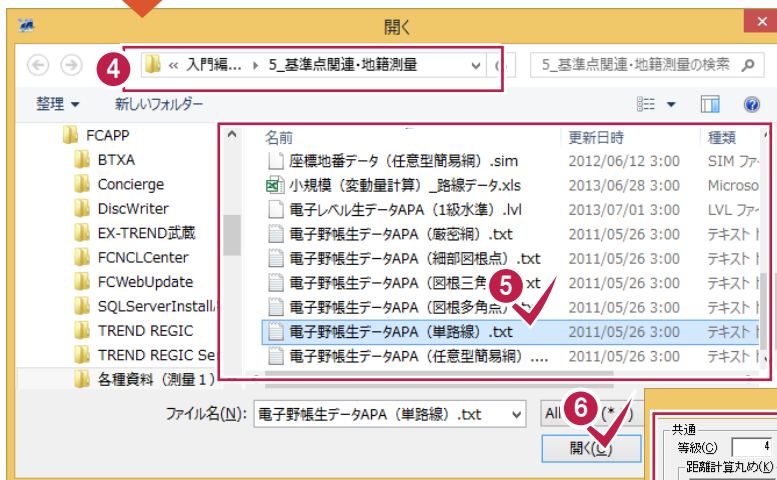 開く
4 « 入門編... 5_基準点関連・地籍測量 5_基準点関連・地籍測量の検索
整理 新しいフォルダー
FCAPP
BTXA
Concierge
DiscWriter
EX-TREND武蔵
FCNCLCenter
FCWebUpdate
SQLServerInstall
TREND REGIC
TREND REGIC Se
各種資料（測量１）
名前 更新日時 種類
座標地番データ（任意型簡易網）.sim 2012/06/12 3:00 SIM ファ
小規模（変動量計算）_路線データ.xls 2013/06/28 3:00 Microso
電子レベル生データAPA（1級水準）.lvl 2013/07/01 3:00 LVL ファ
電子野帳生データAPA（厳密網）.txt 2011/05/26 3:00 テキスト
電子野帳生データAPA（細部図根点）.txt 2011/05/26 3:00 テキスト
電子野帳生データAPA（図根三角 5 xt 2011/05/26 3:00 テキスト
電子野帳生データAPA（図根多角点） 2011/05/26 3:00 テキスト
電子野帳生データAPA（単路線）.txt 2011/05/26 3:00 テキスト
電子野帳生データAPA（任意型簡易網）.... 2011/05/26 3:00 テキスト
ファイル名(N): 電子野帳生データAPA（単路線）.txt All 6 (*
開く(
共通
等級(C) 4
距離計算丸め(K)